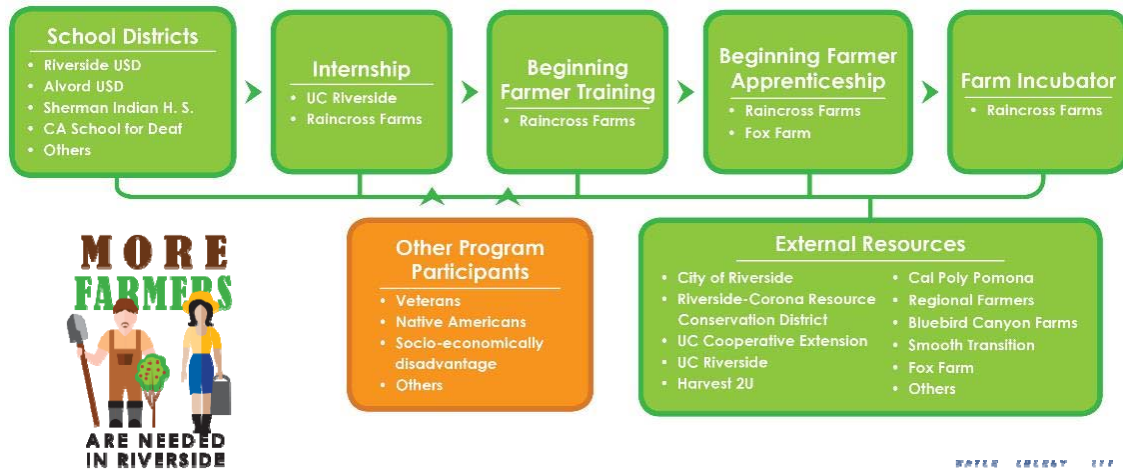 School Districts
• Riverside USD
• Alvord USD
• Sherman Indian H. S.
• CA School for Deaf
• Others
Internship
• UC Riverside
• Raincross Farms
Beginning
Farmer Training
• Raincross Farms
Beginning Farmer
Apprenticeship
• Raincross Farms
• Fox Farm
Farm Incubator
• Raincross Farms
MORE
FARMERS
ARE NEEDED
IN RIVERSIDE
Other Program
Participants
• Veterans
• Native Americans
• Socio-economically
disadvantage
• Others
External Resources
• City of Riverside
• Riverside-Corona Resource
Conservation District
• UC Cooperative Extension
• UC Riverside
• Harvest 2U
• Cal Poly Pomona
• Regional Farmers
• Bluebird Canyon Farms
• Smooth Transition
• Fox Farm
• Others
WATER ENERGY